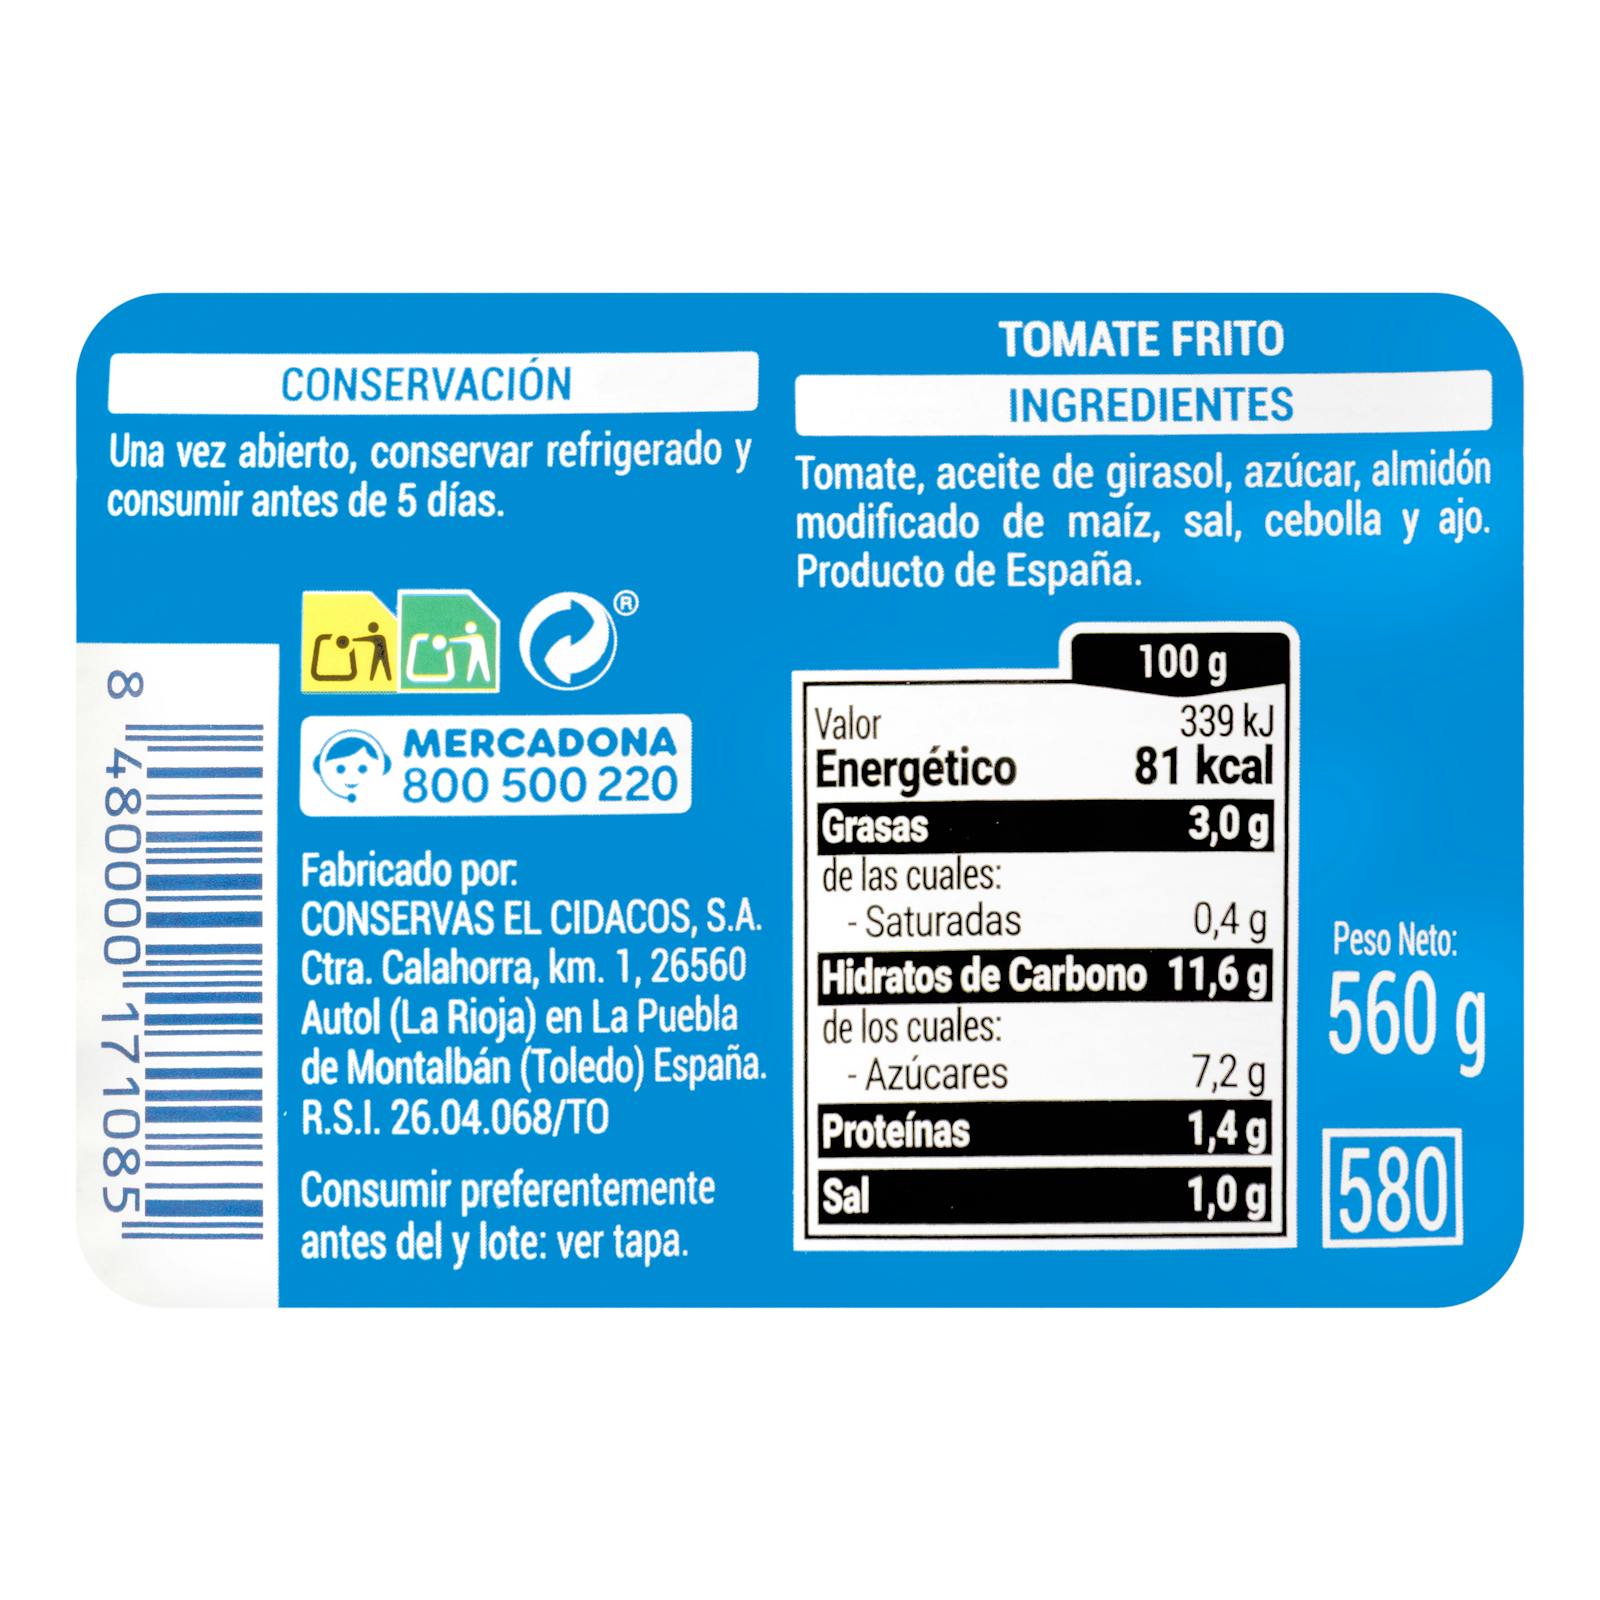 CONSERVACIÓN
Una vez abierto, conservar refrigerado y
consumir antes de 5 días.
MERCADONA
800 500 220
Fabricado por:
CONSERVAS EL CIDACOS, S.A.
Ctra. Calahorra, km. 1, 26560
Autol (La Rioja) en La Puebla
de Montalbán (Toledo) España.
R.S.I. 26.04.068/TO
Consumir preferentemente
antes del y lote: ver tapa.
8 480000 171085
TOMATE FRITO
INGREDIENTES
Tomate, aceite de girasol, azúcar, almidón
modificado de maíz, sal, cebolla y ajo.
Producto de España.
100 g
Valor 339 kJ
Energético 81 kcal
Grasas 3,0 g
de las cuales:
- Saturadas 0,4 g
Hidratos de Carbono 11,6 g
de los cuales:
- Azúcares 7,2 g
Proteínas 1,4 g
Sal 1,0 g
Peso Neto:
560 g
580
®